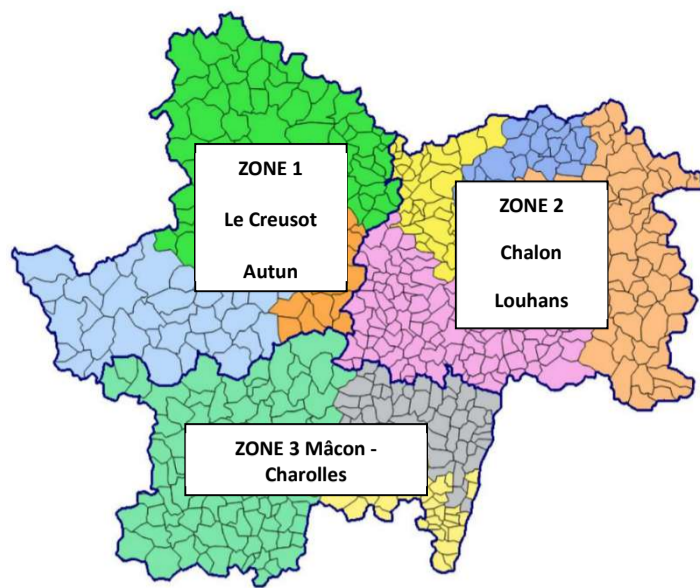 ZONE 1
Le Creusot
Autun
ZONE 2
Chalon
Louhans
ZONE 3 Mâcon -
Charolles